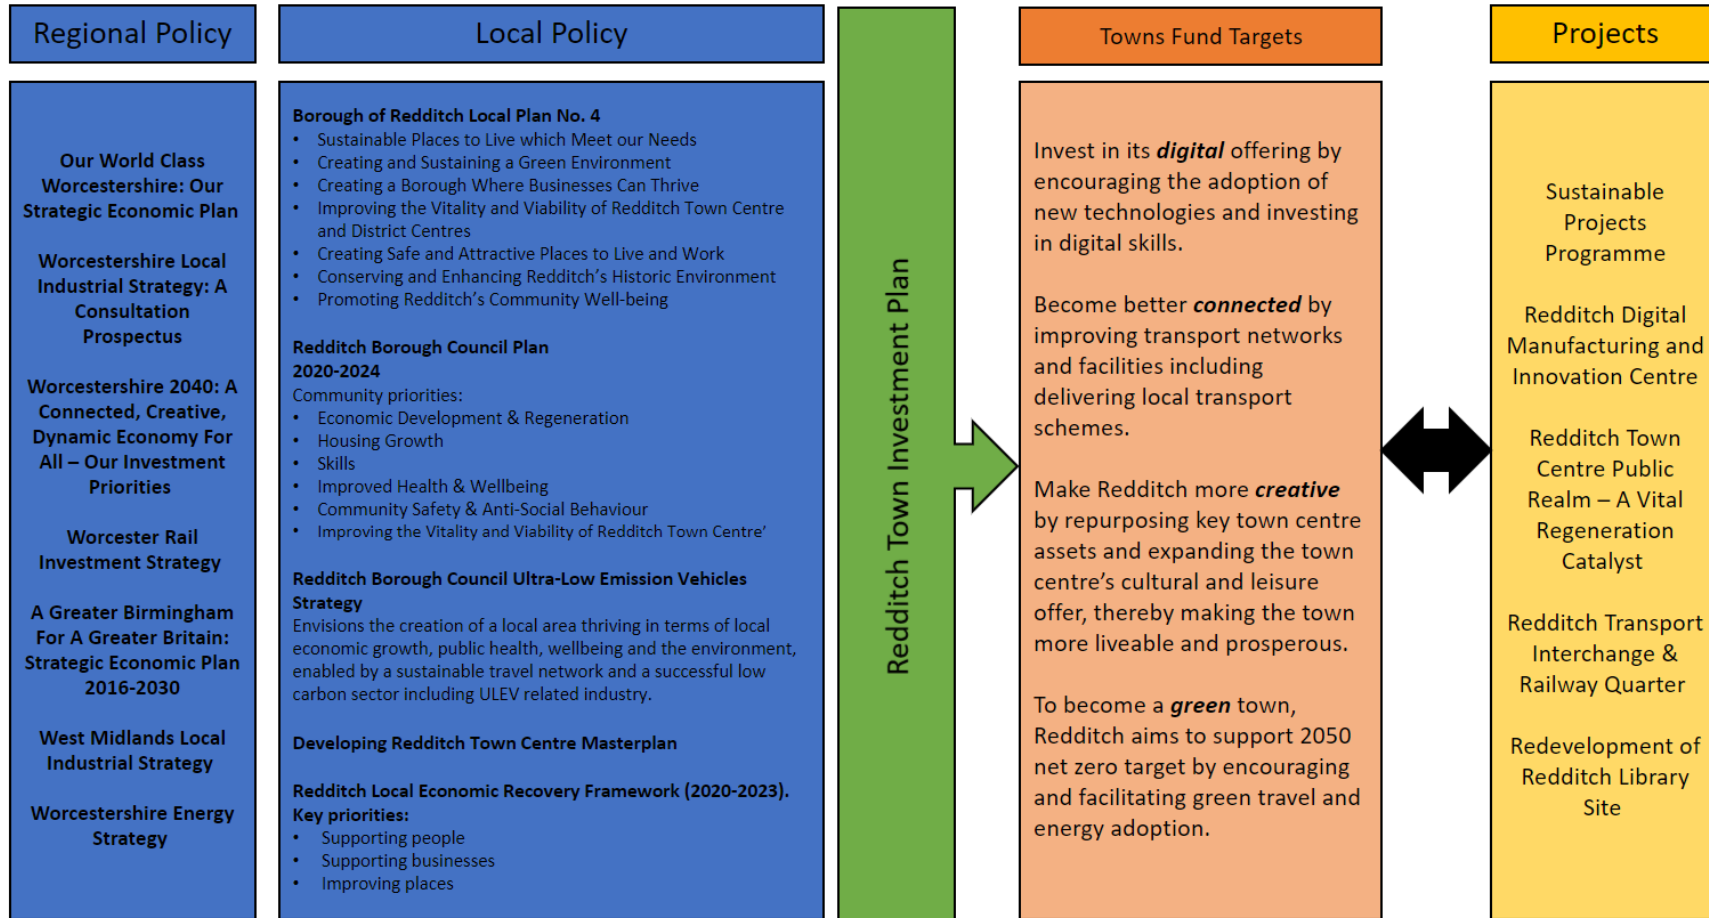 Regional Policy
Our World Class
Worcestershire: Our
Strategic Economic Plan
Worcestershire Local
Industrial Strategy: A
Consultation
Prospectus
Worcestershire 2040: A
Connected, Creative,
Dynamic Economy For
All – Our Investment
Priorities
Worcester Rail
Investment Strategy
A Greater Birmingham
For A Greater Britain:
Strategic Economic Plan
2016-2030
West Midlands Local
Industrial Strategy
Worcestershire Energy
Strategy
Local Policy
Borough of Redditch Local Plan No. 4
• Sustainable Places to Live which Meet our Needs
• Creating and Sustaining a Green Environment
• Creating a Borough Where Businesses Can Thrive
• Improving the Vitality and Viability of Redditch Town Centre
and District Centres
• Creating Safe and Attractive Places to Live and Work
• Conserving and Enhancing Redditch's Historic Environment
• Promoting Redditch's Community Well-being
Redditch Borough Council Plan
2020-2024
Community priorities:
• Economic Development & Regeneration
• Housing Growth
• Skills
• Improved Health & Wellbeing
• Community Safety & Anti-Social Behaviour
• Improving the Vitality and Viability of Redditch Town Centre'
Redditch Borough Council Ultra-Low Emission Vehicles
Strategy
Envisions the creation of a local area thriving in terms of local
economic growth, public health, wellbeing and the environment,
enabled by a sustainable travel network and a successful low
carbon sector including ULEV related industry.
Developing Redditch Town Centre Masterplan
Redditch Local Economic Recovery Framework (2020-2023).
Key priorities:
• Supporting people
• Supporting businesses
• Improving places
Redditch Town Investment Plan
Towns Fund Targets
Invest in its digital offering by
encouraging the adoption of
new technologies and investing
in digital skills.
Become better connected by
improving transport networks
and facilities including
delivering local transport
schemes.
Make Redditch more creative
by repurposing key town centre
assets and expanding the town
centre's cultural and leisure
offer, thereby making the town
more liveable and prosperous.
To become a green town,
Redditch aims to support 2050
net zero target by encouraging
and facilitating green travel and
energy adoption.
Projects
Sustainable
Projects
Programme
Redditch Digital
Manufacturing and
Innovation Centre
Redditch Town
Centre Public
Realm – A Vital
Regeneration
Catalyst
Redditch Transport
Interchange &
Railway Quarter
Redevelopment of
Redditch Library
Site